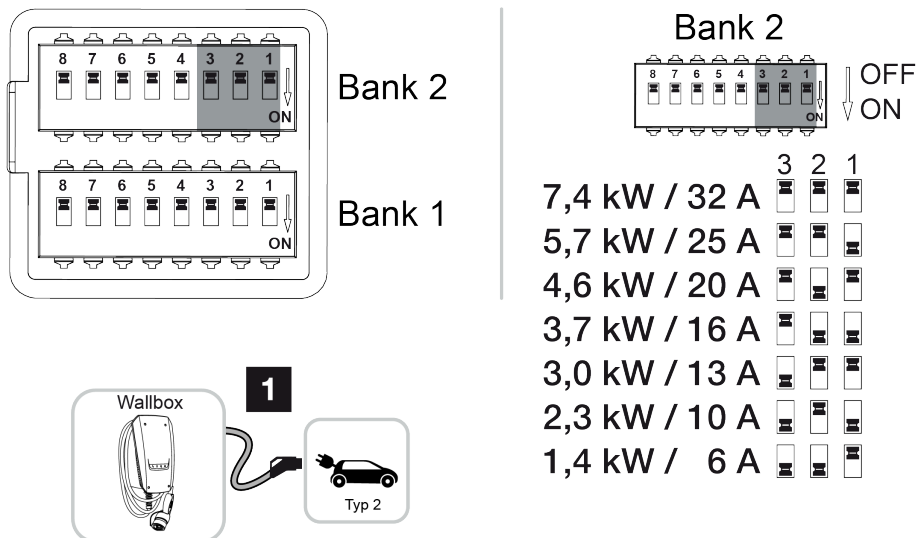 8 7 6 5 4 3 2 1
ON
Bank 2
8 7 6 5 4 3 2 1
ON
Bank 1
Bank 2
8 7 6 5 4 3 2 1
ON
OFF
ON
3 2 1
7,4 kW / 32 A
5,7 kW / 25 A
4,6 kW / 20 A
3,7 kW / 16 A
3,0 kW / 13 A
2,3 kW / 10 A
1,4 kW / 6 A
1
Wallbox
Typ 2